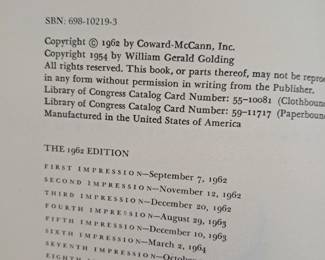 SBN: 698-10219-3
Copyright © 1962 by Coward-McCann, Inc.
Copyright 1954 by William Gerald Golding
All rights reserved. This book, or parts thereof, may not be repro
in any form without permission in writing from the Publisher.
Library of Congress Catalog Card Number: 55-10081 (Clothboun
Library of Congress Catalog Card Number: 59-11717 (Paperboun
Manufactured in the United States of America
THE 1962 EDITION
FIRST IMPRESSION—September 7, 1962
SECOND IMPRESSION—November 12, 1962
THIRD IMPRESSION—December 20, 1962
FOURTH IMPRESSION—August 29, 1963
FIFTH IMPRESSION—December 10, 1963
SIXTH IMPRESSION—March 2, 1964
SEVENTH IMPRESSION—Octobe
EIGHTH